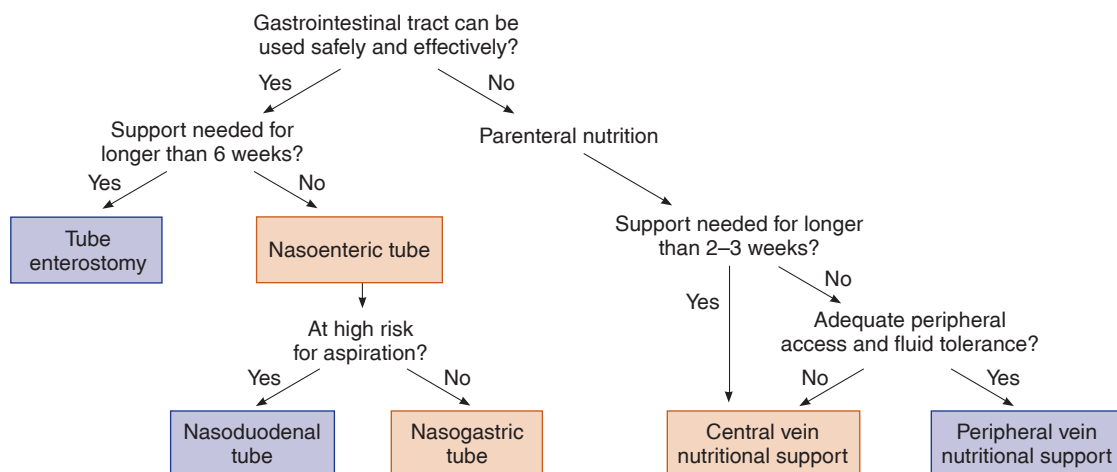 Gastrointestinal tract can be
used safely and effectively?
Yes
No
Support needed for
longer than 6 weeks?
Parenteral nutrition
Yes
No
Tube
enterostomy
Nasoenteric tube
Support needed for longer
than 2–3 weeks?
Yes
No
At high risk
for aspiration?
Adequate peripheral
access and fluid tolerance?
Yes
No
No
Yes
Nasoduodenal
tube
Nasogastric
tube
Central vein
nutritional support
Peripheral vein
nutritional support